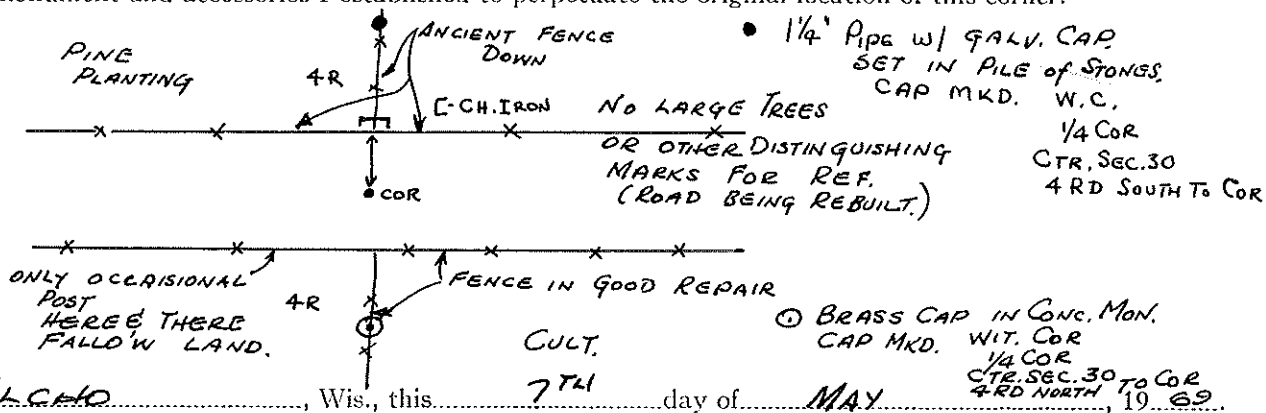 monument and accessories I established to perpetuate the original location of this corner.
PINE
PLANTING
4R
ANCIENT FENCE
DOWN
[-CH. IRON
NO LARGE TREES
OR OTHER DISTINGUISHING
MARKS FOR REF.
(ROAD BEING REBUILT.)
• 1¼" PIPE W/ GALV. CAP.
SET IN PILE of STONES.
CAP MKD. W.C.
1/4 COR
CTR. SEC. 30
4 RD SOUTH TO COR
COR
ONLY OCCAISIONAL
POST
HERE & THERE
FALLOW LAND.
4R
FENCE IN GOOD REPAIR
CULT.
⊙ BRASS CAP IN CONC. MON.
CAP MKD. WIT. COR
1/4 COR
CTR. SEC. 30
4 RD NORTH TO COR
, Wis., this 7TH day of MAY, 19 69.